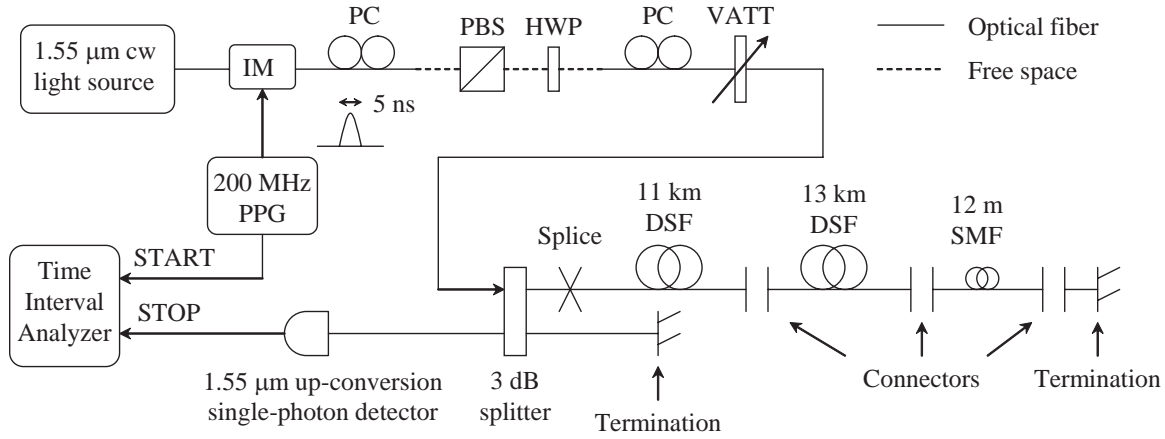 1.55 μm cw
light source
IM
PC
PBS
HWP
PC
VATT
Optical fiber
Free space
5 ns
200 MHz
PPG
START
STOP
Time
Interval
Analyzer
1.55 μm up-conversion
single-photon detector
3 dB
splitter
Splice
11 km
DSF
13 km
DSF
12 m
SMF
Termination
Connectors
Termination